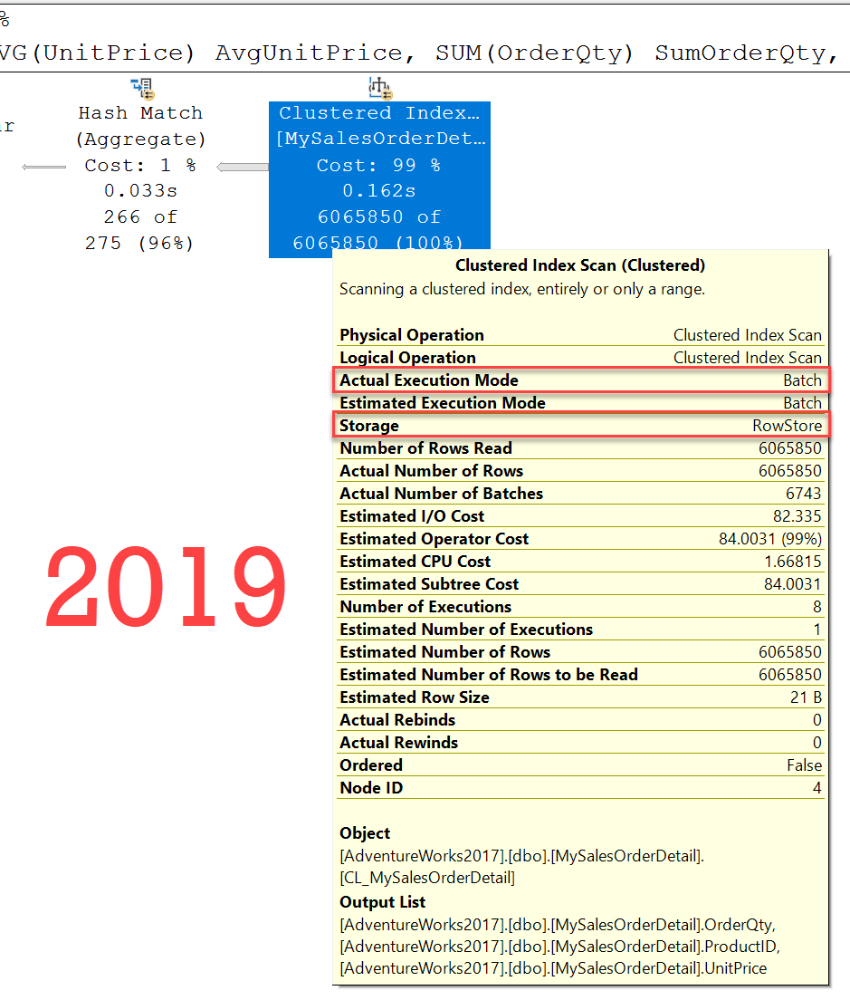 %
VG(UnitPrice) AvgUnitPrice, SUM(OrderQty) SumOrderQty,
r
Hash Match
(Aggregate)
Cost: 1 %
0.033s
266 of
275 (96%)
Clustered Index…
[MySalesOrderDet…
Cost: 99 %
0.162s
6065850 of
6065850 (100%)
Clustered Index Scan (Clustered)
Scanning a clustered index, entirely or only a range.
Physical Operation Clustered Index Scan
Logical Operation Clustered Index Scan
Actual Execution Mode Batch
Estimated Execution Mode Batch
Storage RowStore
Number of Rows Read 6065850
Actual Number of Rows 6065850
Actual Number of Batches 6743
Estimated I/O Cost 82.335
Estimated Operator Cost 84.0031 (99%)
Estimated CPU Cost 1.66815
Estimated Subtree Cost 84.0031
Number of Executions 8
Estimated Number of Executions 1
Estimated Number of Rows 6065850
Estimated Number of Rows to be Read 6065850
Estimated Row Size 21 B
Actual Rebinds 0
Actual Rewinds 0
Ordered False
Node ID 4
Object
[AdventureWorks2017].[dbo].[MySalesOrderDetail].
[CL_MySalesOrderDetail]
Output List
[AdventureWorks2017].[dbo].[MySalesOrderDetail].OrderQty,
[AdventureWorks2017].[dbo].[MySalesOrderDetail].ProductID,
[AdventureWorks2017].[dbo].[MySalesOrderDetail].UnitPrice
2019